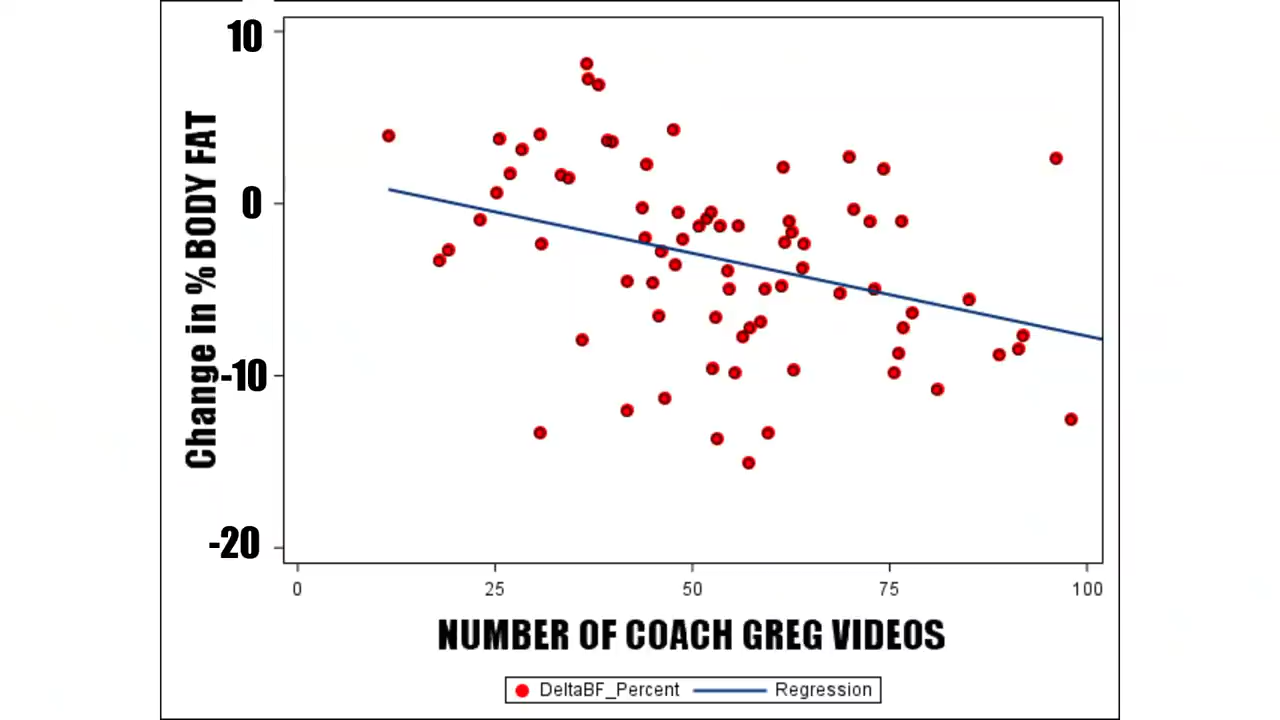 10
0
-10
-20
Change in % BODY FAT
0 25 50 75 100
NUMBER OF COACH GREG VIDEOS
DeltaBF_Percent Regression